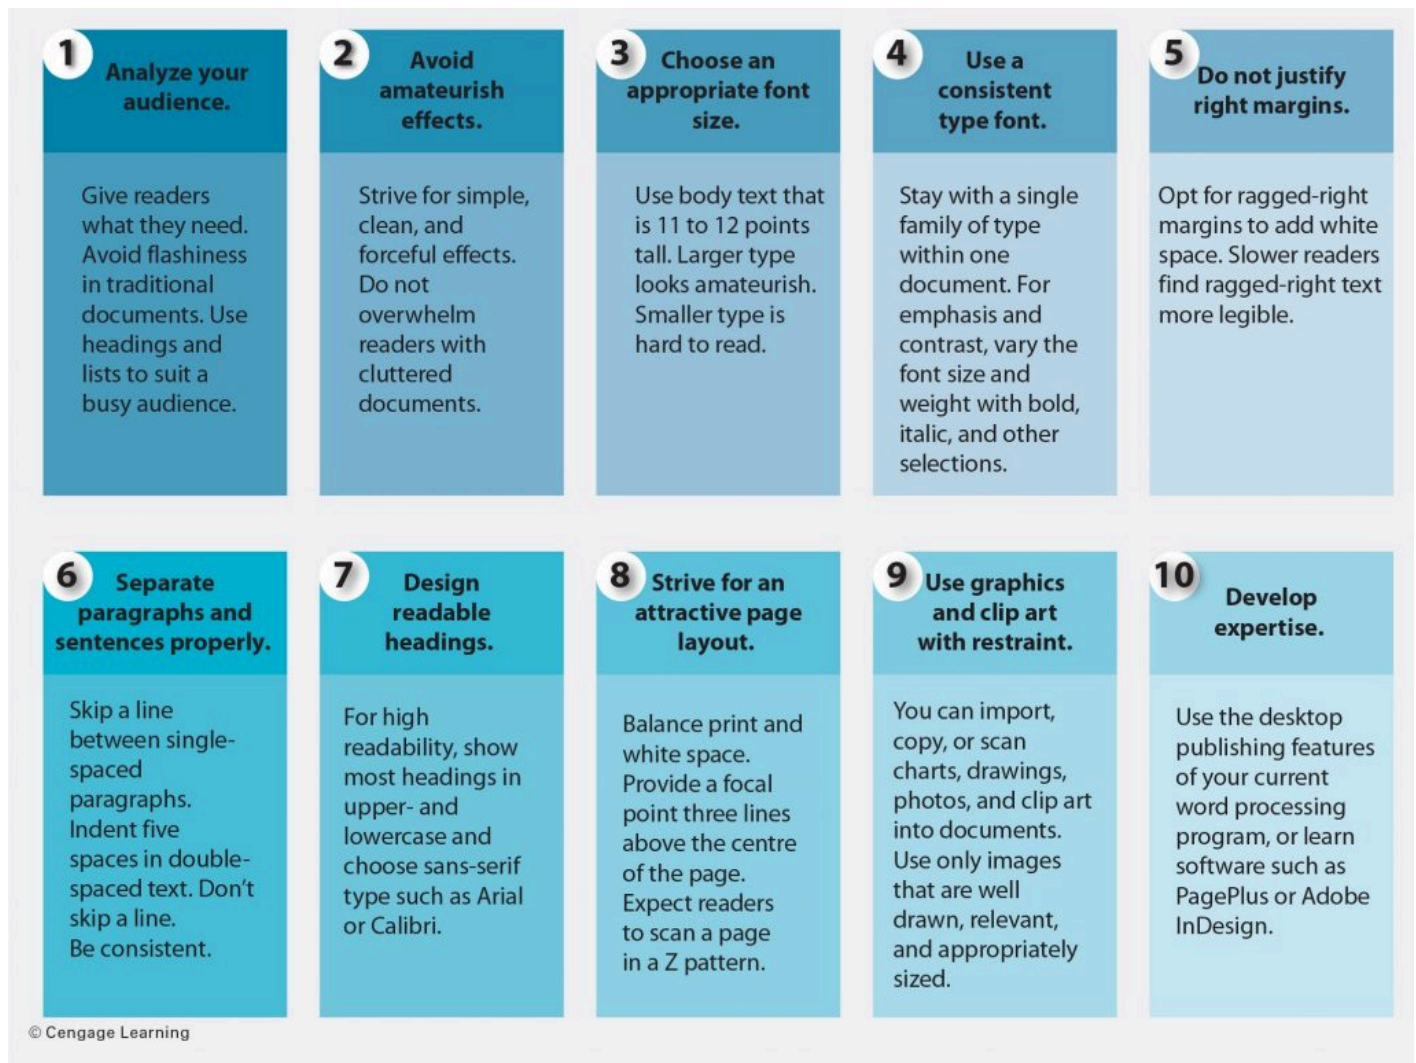 1
Analyze your
audience.
Give readers
what they need.
Avoid flashiness
in traditional
documents. Use
headings and
lists to suit a
busy audience.
2
Avoid
amateurish
effects.
Strive for simple,
clean, and
forceful effects.
Do not
overwhelm
readers with
cluttered
documents.
3
Choose an
appropriate font
size.
Use body text that
is 11 to 12 points
tall. Larger type
looks amateurish.
Smaller type is
hard to read.
4
Use a
consistent
type font.
Stay with a single
family of type
within one
document. For
emphasis and
contrast, vary the
font size and
weight with bold,
italic, and other
selections.
5
Do not justify
right margins.
Opt for ragged-right
margins to add white
space. Slower readers
find ragged-right text
more legible.
6
Separate
paragraphs and
sentences properly.
Skip a line
between single-
spaced
paragraphs.
Indent five
spaces in double-
spaced text. Don't
skip a line.
Be consistent.
7
Design
readable
headings.
For high
readability, show
most headings in
upper- and
lowercase and
choose sans-serif
type such as Arial
or Calibri.
8
Strive for an
attractive page
layout.
Balance print and
white space.
Provide a focal
point three lines
above the centre
of the page.
Expect readers
to scan a page
in a Z pattern.
9
Use graphics
and clip art
with restraint.
You can import,
copy, or scan
charts, drawings,
photos, and clip art
into documents.
Use only images
that are well
drawn, relevant,
and appropriately
sized.
10
Develop
expertise.
Use the desktop
publishing features
of your current
word processing
program, or learn
software such as
PagePlus or Adobe
InDesign.
© Cengage Learning